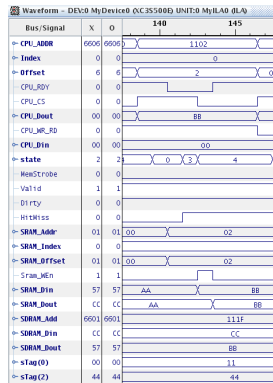 Waveform - DEV:0 MyDevice0 (XC3S500E) UNIT:0 MyILA0 (ILA)
Bus/Signal X O 140 145
CPU_ADDR 6606 6606 1102
Index 0 0 0
Offset 6 6 2 0
CPU_RDY 0 0
CPU_CS 0 0
CPU_Dout 00 00 BB
CPU_WR_RD 0 0
CPU_Din 00 00 00
state 2 2 0 3 4
MemStrobe 0 0
Valid 1 1
Dirty 0 0
HitMiss 0 0
SRAM_Addr 01 01 00 02
SRAM_Index 0 0
SRAM_Offset 01 01 00 02
Sram_WEn 1 1
SRAM_Din 57 57 AA BB
SRAM_Dout CC CC AA BB
SDRAM_Add 6601 6601 111F
SDRAM_Din CC CC CC
SDRAM_Dout 57 57 BB
sTag(0) 00 00 11
sTag(2) 44 44 44